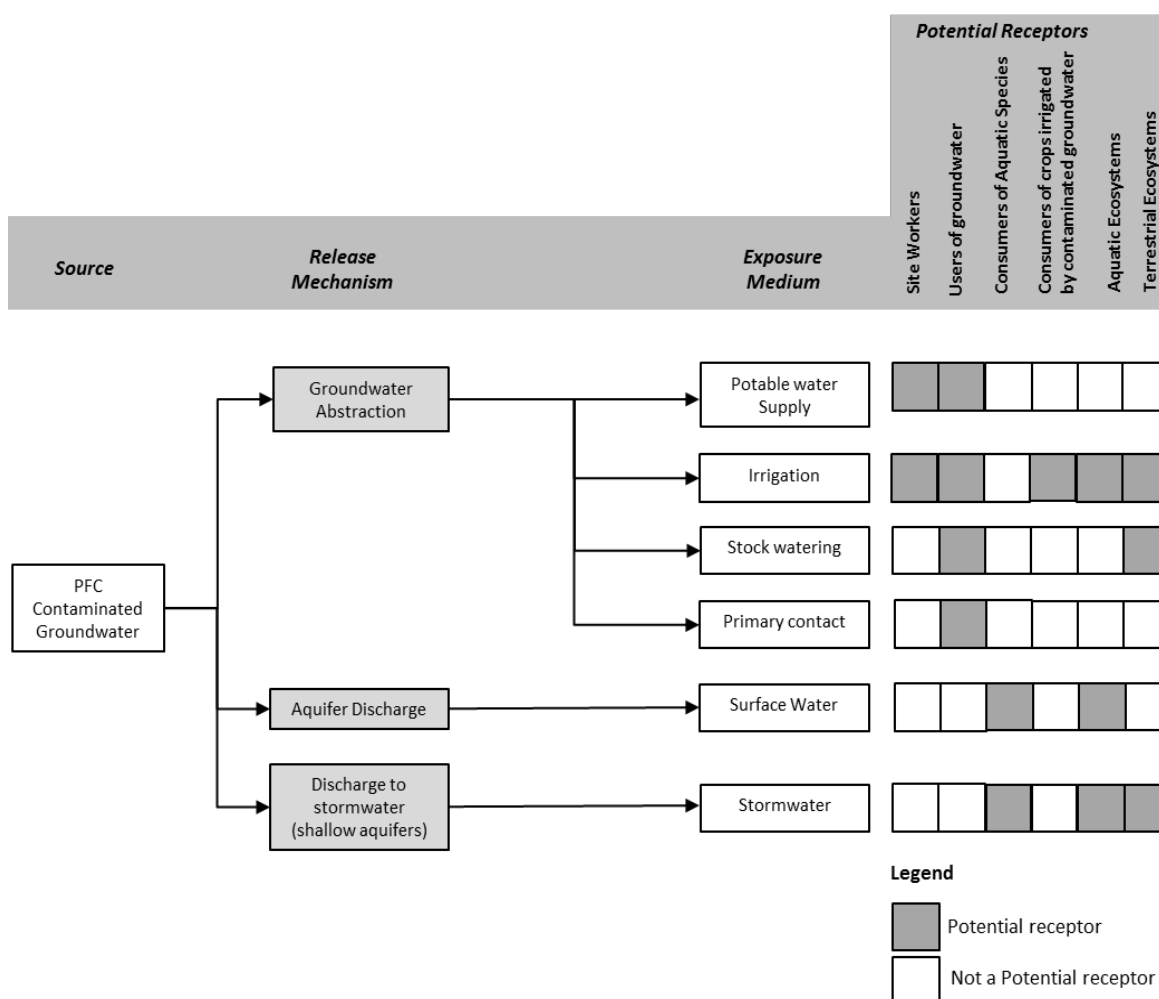 Potential Receptors
Site Workers
Users of groundwater
Consumers of Aquatic Species
Consumers of crops irrigated
by contaminated groundwater
Aquatic Ecosystems
Terrestrial Ecosystems
Source
Release
Mechanism
Exposure
Medium
Groundwater
Abstraction
Potable water
Supply
Irrigation
Stock watering
PFC
Contaminated
Groundwater
Primary contact
Aquifer Discharge
Surface Water
Discharge to
stormwater
(shallow aquifers)
Stormwater
Legend
Potential receptor
Not a Potential receptor